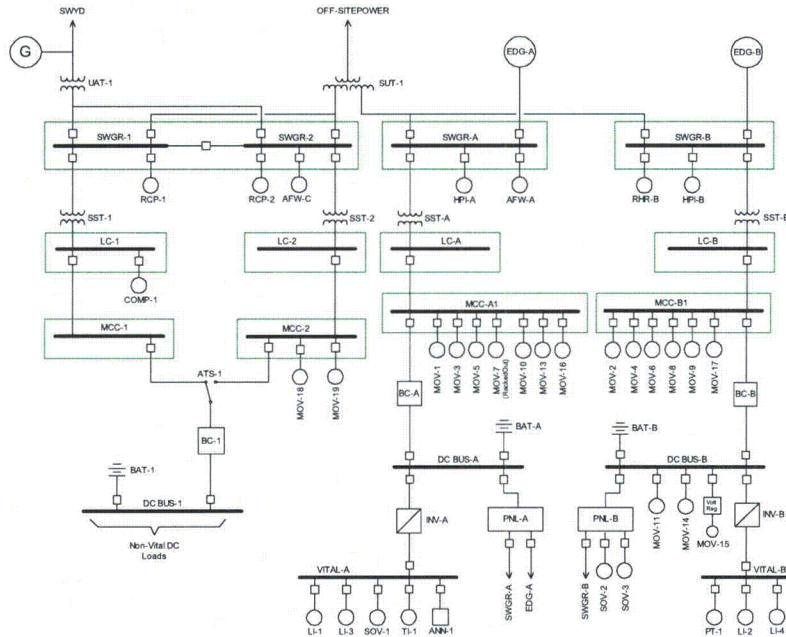 SWYD
OFF-SITEPOWER
G
EDG-A
EDG-B
UAT-1
SUT-1
SWGR-1
SWGR-2
SWGR-A
SWGR-B
RCP-1
RCP-2
AFW-C
HPI-A
AFW-A
RHR-B
HPI-B
SST-1
SST-2
SST-A
SST-B
LC-1
LC-2
LC-A
LC-B
COMP-1
MCC-A1
MCC-B1
MCC-1
MCC-2
MOV-1
MOV-3
MOV-5
MOV-7
(RackedOut)
MOV-10
MOV-13
MOV-16
MOV-2
MOV-4
MOV-6
MOV-8
MOV-9
MOV-17
ATS-1
MOV-18
MOV-19
BC-A
BC-B
BC-1
BAT-A
BAT-B
BAT-1
DC BUS-A
DC BUS-B
DC BUS-1
Volt
Reg
INV-A
PNL-A
PNL-B
MOV-11
MOV-14
MOV-15
INV-B
Non-Vital DC
Loads
SWGR-A
EDG-A
SWGR-B
SOV-2
SOV-3
VITAL-A
VITAL-B
LI-1
LI-3
SOV-1
TI-1
ANN-1
PT-1
LI-2
LI-4